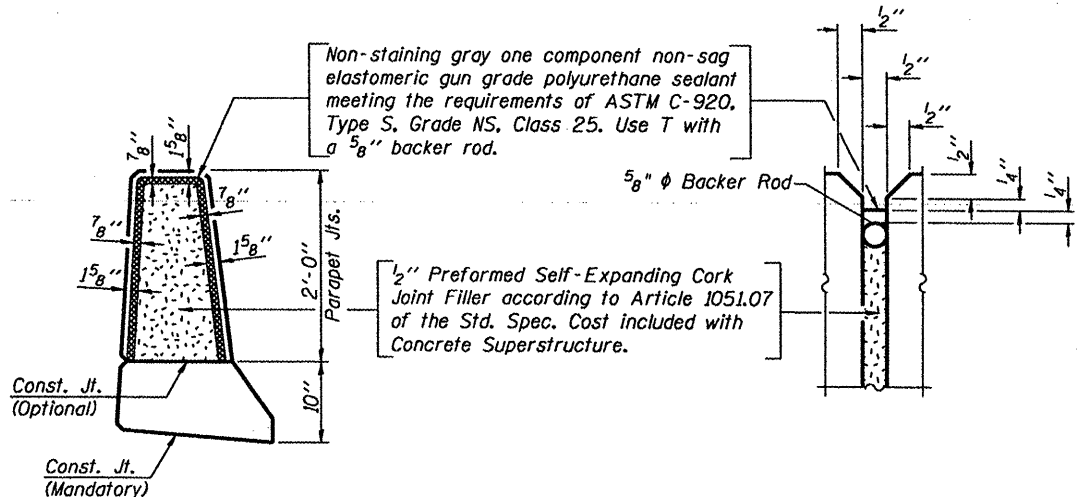 Non-staining gray one component non-sag
elastomeric gun grade polyurethane sealant
meeting the requirements of ASTM C-920,
Type S, Grade NS, Class 25. Use T with
a 5/8" backer rod.
1/2"
1/2"
1/2"
1/2"
1/4"
1/4"
5/8" φ Backer Rod
7/8"
1 5/8"
7/8"
1 5/8"
7/8"
1 5/8"
2'-0"
Parapet Jts.
1/2" Preformed Self-Expanding Cork
Joint Filler according to Article 1051.07
of the Std. Spec. Cost included with
Concrete Superstructure.
Const. Jt.
(Optional)
10"
Const. Jt.
(Mandatory)